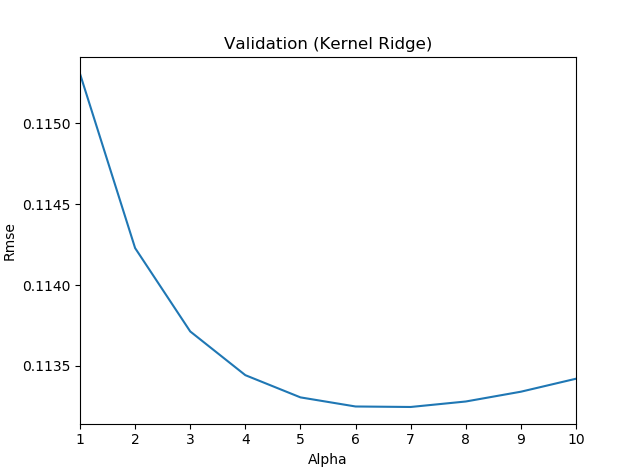 Validation (Kernel Ridge)
0.1150
0.1145
0.1140
0.1135
Rmse
1 2 3 4 5 6 7 8 9 10
Alpha